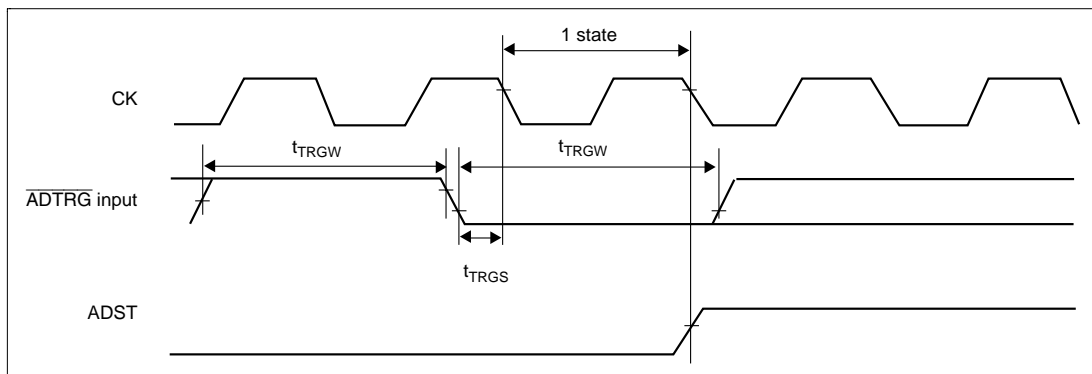 1 state
CK
tTRGW
tTRGW
ADTRG input
tTRGS
ADST